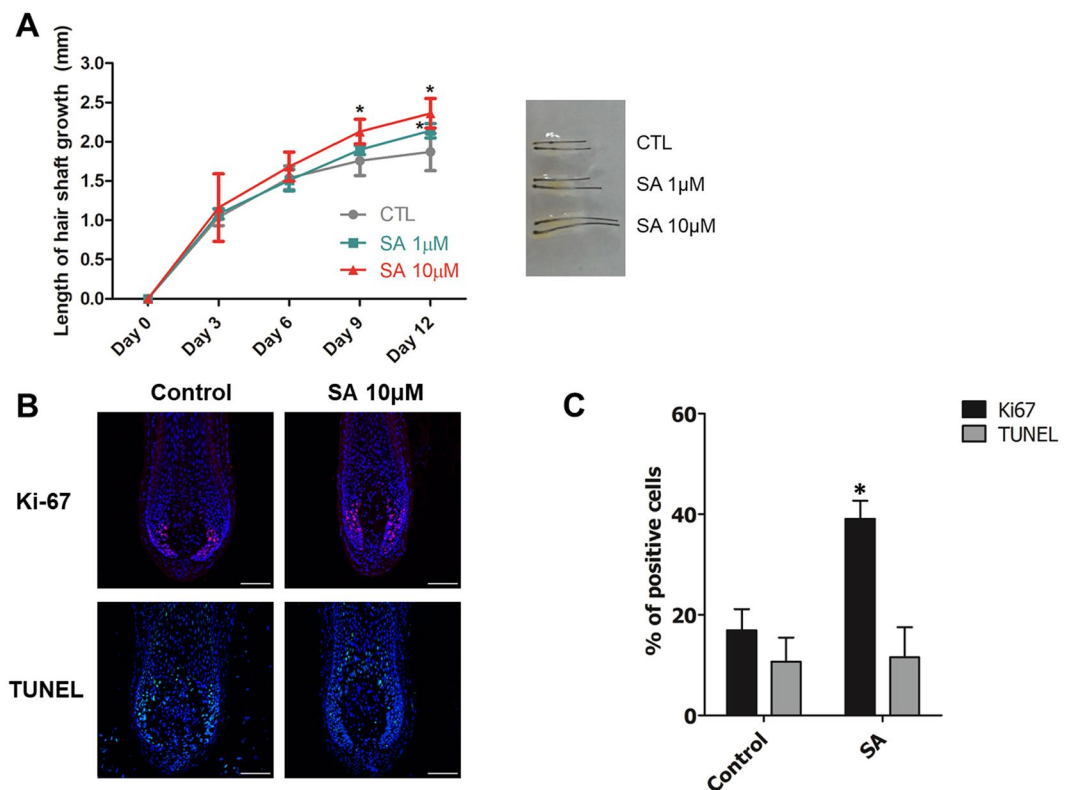 A
Length of hair shaft growth (mm)
3.0
2.5
2.0
1.5
1.0
0.5
0.0
*
*
*
CTL
SA 1μM
SA 10μM
Day 0
Day 3
Day 6
Day 9
Day 12
CTL
SA 1μM
SA 10μM
B
Control
SA 10μM
Ki-67
TUNEL
C
% of positive cells
60
40
20
0
*
Ki67
TUNEL
Control
SA